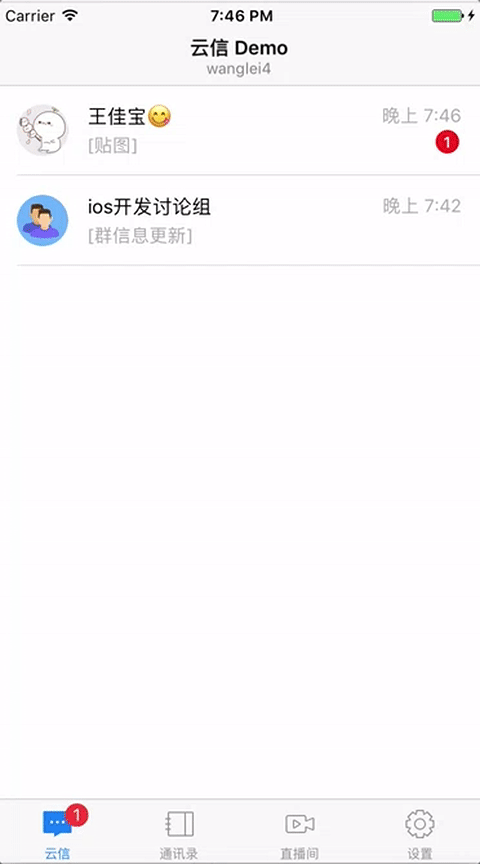 Carrier 7:46 PM
云信 Demo
wanglei4
王佳宝😋 晚上 7:46
[贴图] 1
ios开发讨论组 晚上 7:42
[群信息更新]
1
云信 通讯录 直播间 设置